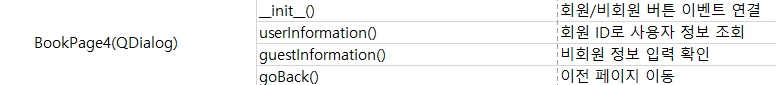 __init__() 회원/비회원 버튼 이벤트 연결
userInformation() 회원 ID로 사용자 정보 조회
BookPage4(QDialog)
guestInformation() 비회원 정보 입력 확인
goBack() 이전 페이지 이동